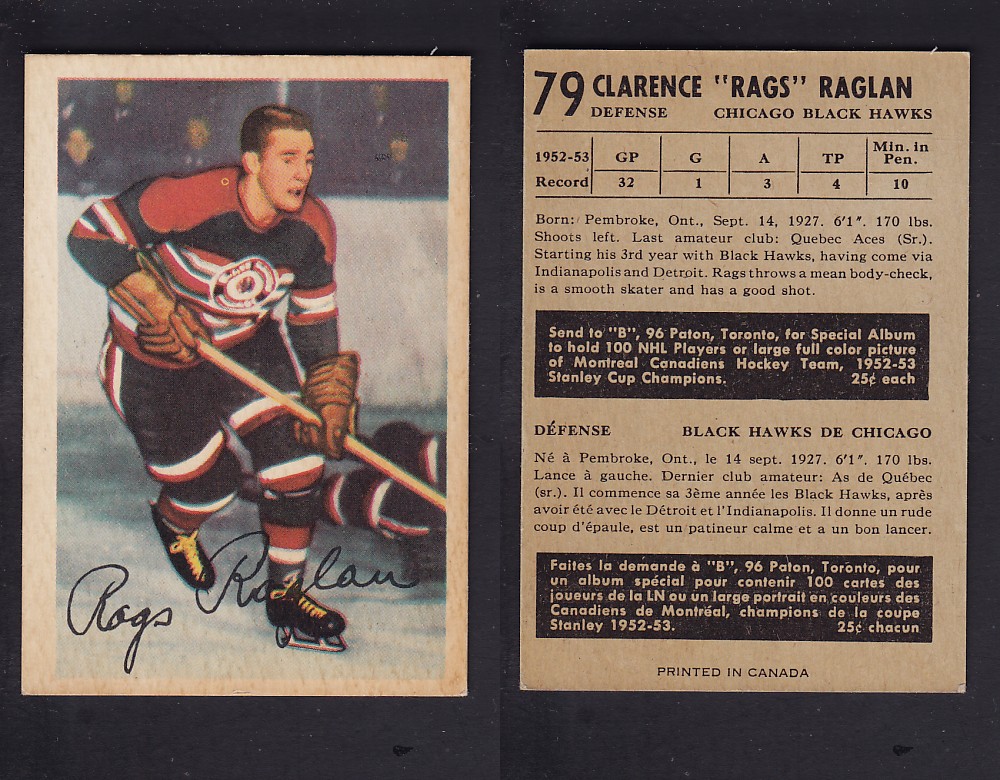 Rags Raglan
79 CLARENCE "RAGS" RAGLAN
DEFENSE CHICAGO BLACK HAWKS
1952-53 GP G A TP Min. in Pen.
Record 32 1 3 4 10
Born: Pembroke, Ont., Sept. 14, 1927. 6'1". 170 lbs.
Shoots left. Last amateur club: Quebec Aces (Sr.).
Starting his 3rd year with Black Hawks, having come via
Indianapolis and Detroit. Rags throws a mean body-check,
is a smooth skater and has a good shot.
Send to "B", 96 Paton, Toronto, for Special Album
to hold 100 NHL Players or large full color picture
of Montreal Canadiens Hockey Team, 1952-53
Stanley Cup Champions. 25¢ each
DÉFENSE BLACK HAWKS DE CHICAGO
Né à Pembroke, Ont., le 14 sept. 1927. 6'1". 170 lbs.
Lance à gauche. Dernier club amateur: As de Québec
(sr.). Il commence sa 3ème année les Black Hawks, après
avoir été avec le Détroit et l'Indianapolis. Il donne un rude
coup d'épaule, est un patineur calme et a un bon lancer.
Faites la demande à "B", 96 Paton, Toronto, pour
un album spécial pour contenir 100 cartes des
joueurs de la LN ou un large portrait en couleurs des
Canadiens de Montréal, champions de la coupe
Stanley 1952-53. 25¢ chacun
PRINTED IN CANADA